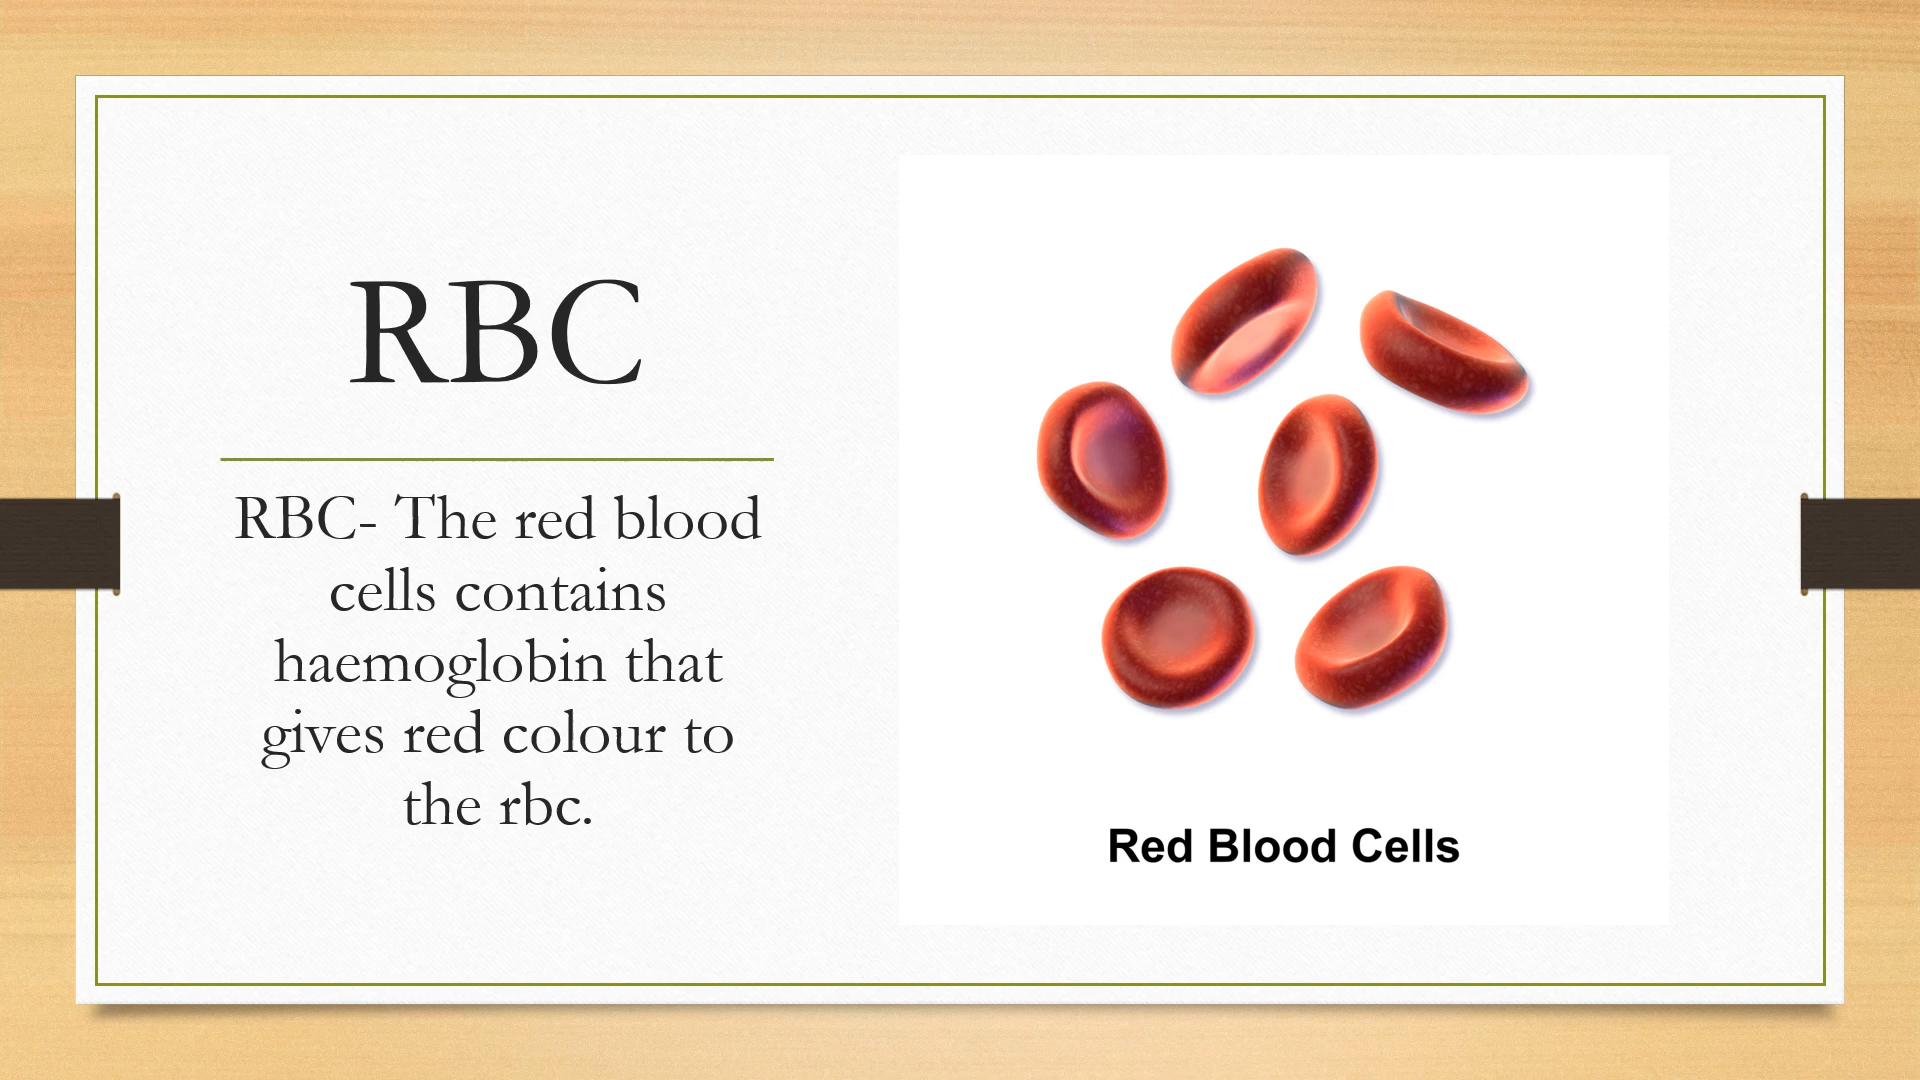 RBC
RBC- The red blood
cells contains
haemoglobin that
gives red colour to
the rbc.
Red Blood Cells